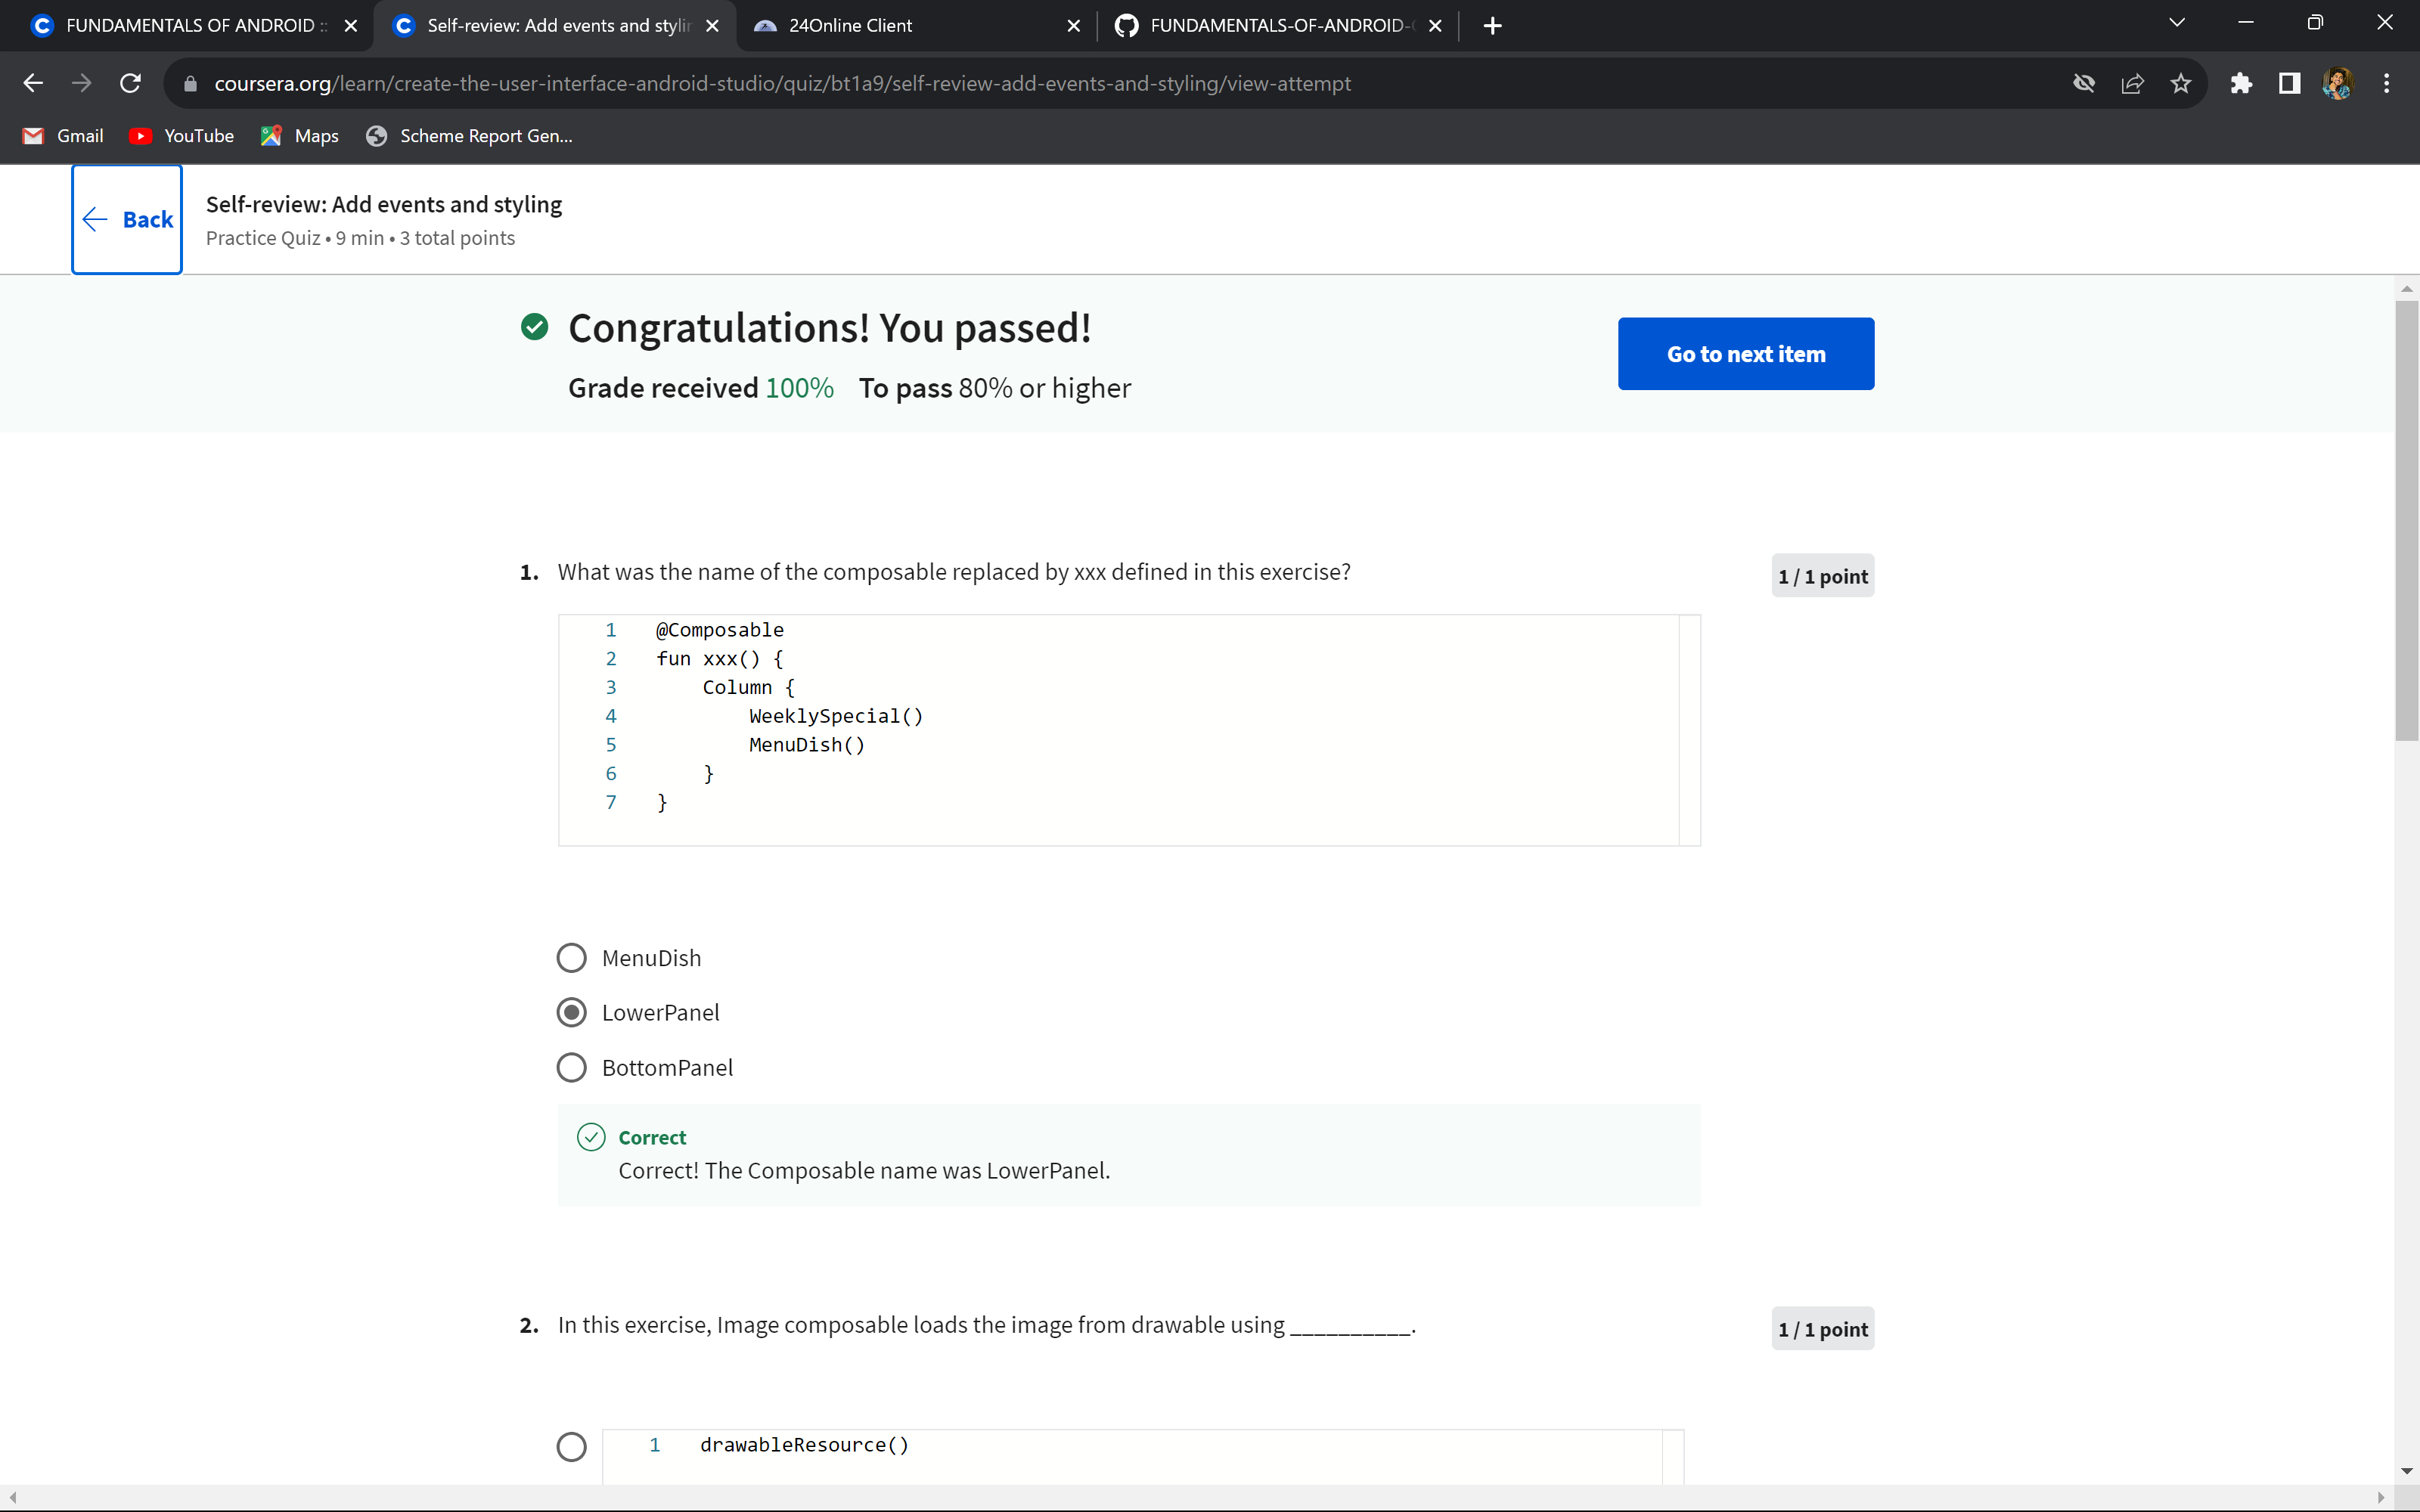 FUNDAMENTALS OF ANDROID ::
Self-review: Add events and stylin
24Online Client
FUNDAMENTALS-OF-ANDROID-
coursera.org/learn/create-the-user-interface-android-studio/quiz/bt1a9/self-review-add-events-and-styling/view-attempt
Gmail
YouTube
Maps
Scheme Report Gen...
Back
Self-review: Add events and styling
Practice Quiz • 9 min • 3 total points
Congratulations! You passed!
Grade received 100% To pass 80% or higher
Go to next item
1. What was the name of the composable replaced by xxx defined in this exercise?
1 / 1 point
1 @Composable
2 fun xxx() {
3 Column {
4 WeeklySpecial()
5 MenuDish()
6 }
7 }
MenuDish
LowerPanel
BottomPanel
Correct
Correct! The Composable name was LowerPanel.
2. In this exercise, Image composable loads the image from drawable using __________.
1 / 1 point
1 drawableResource()